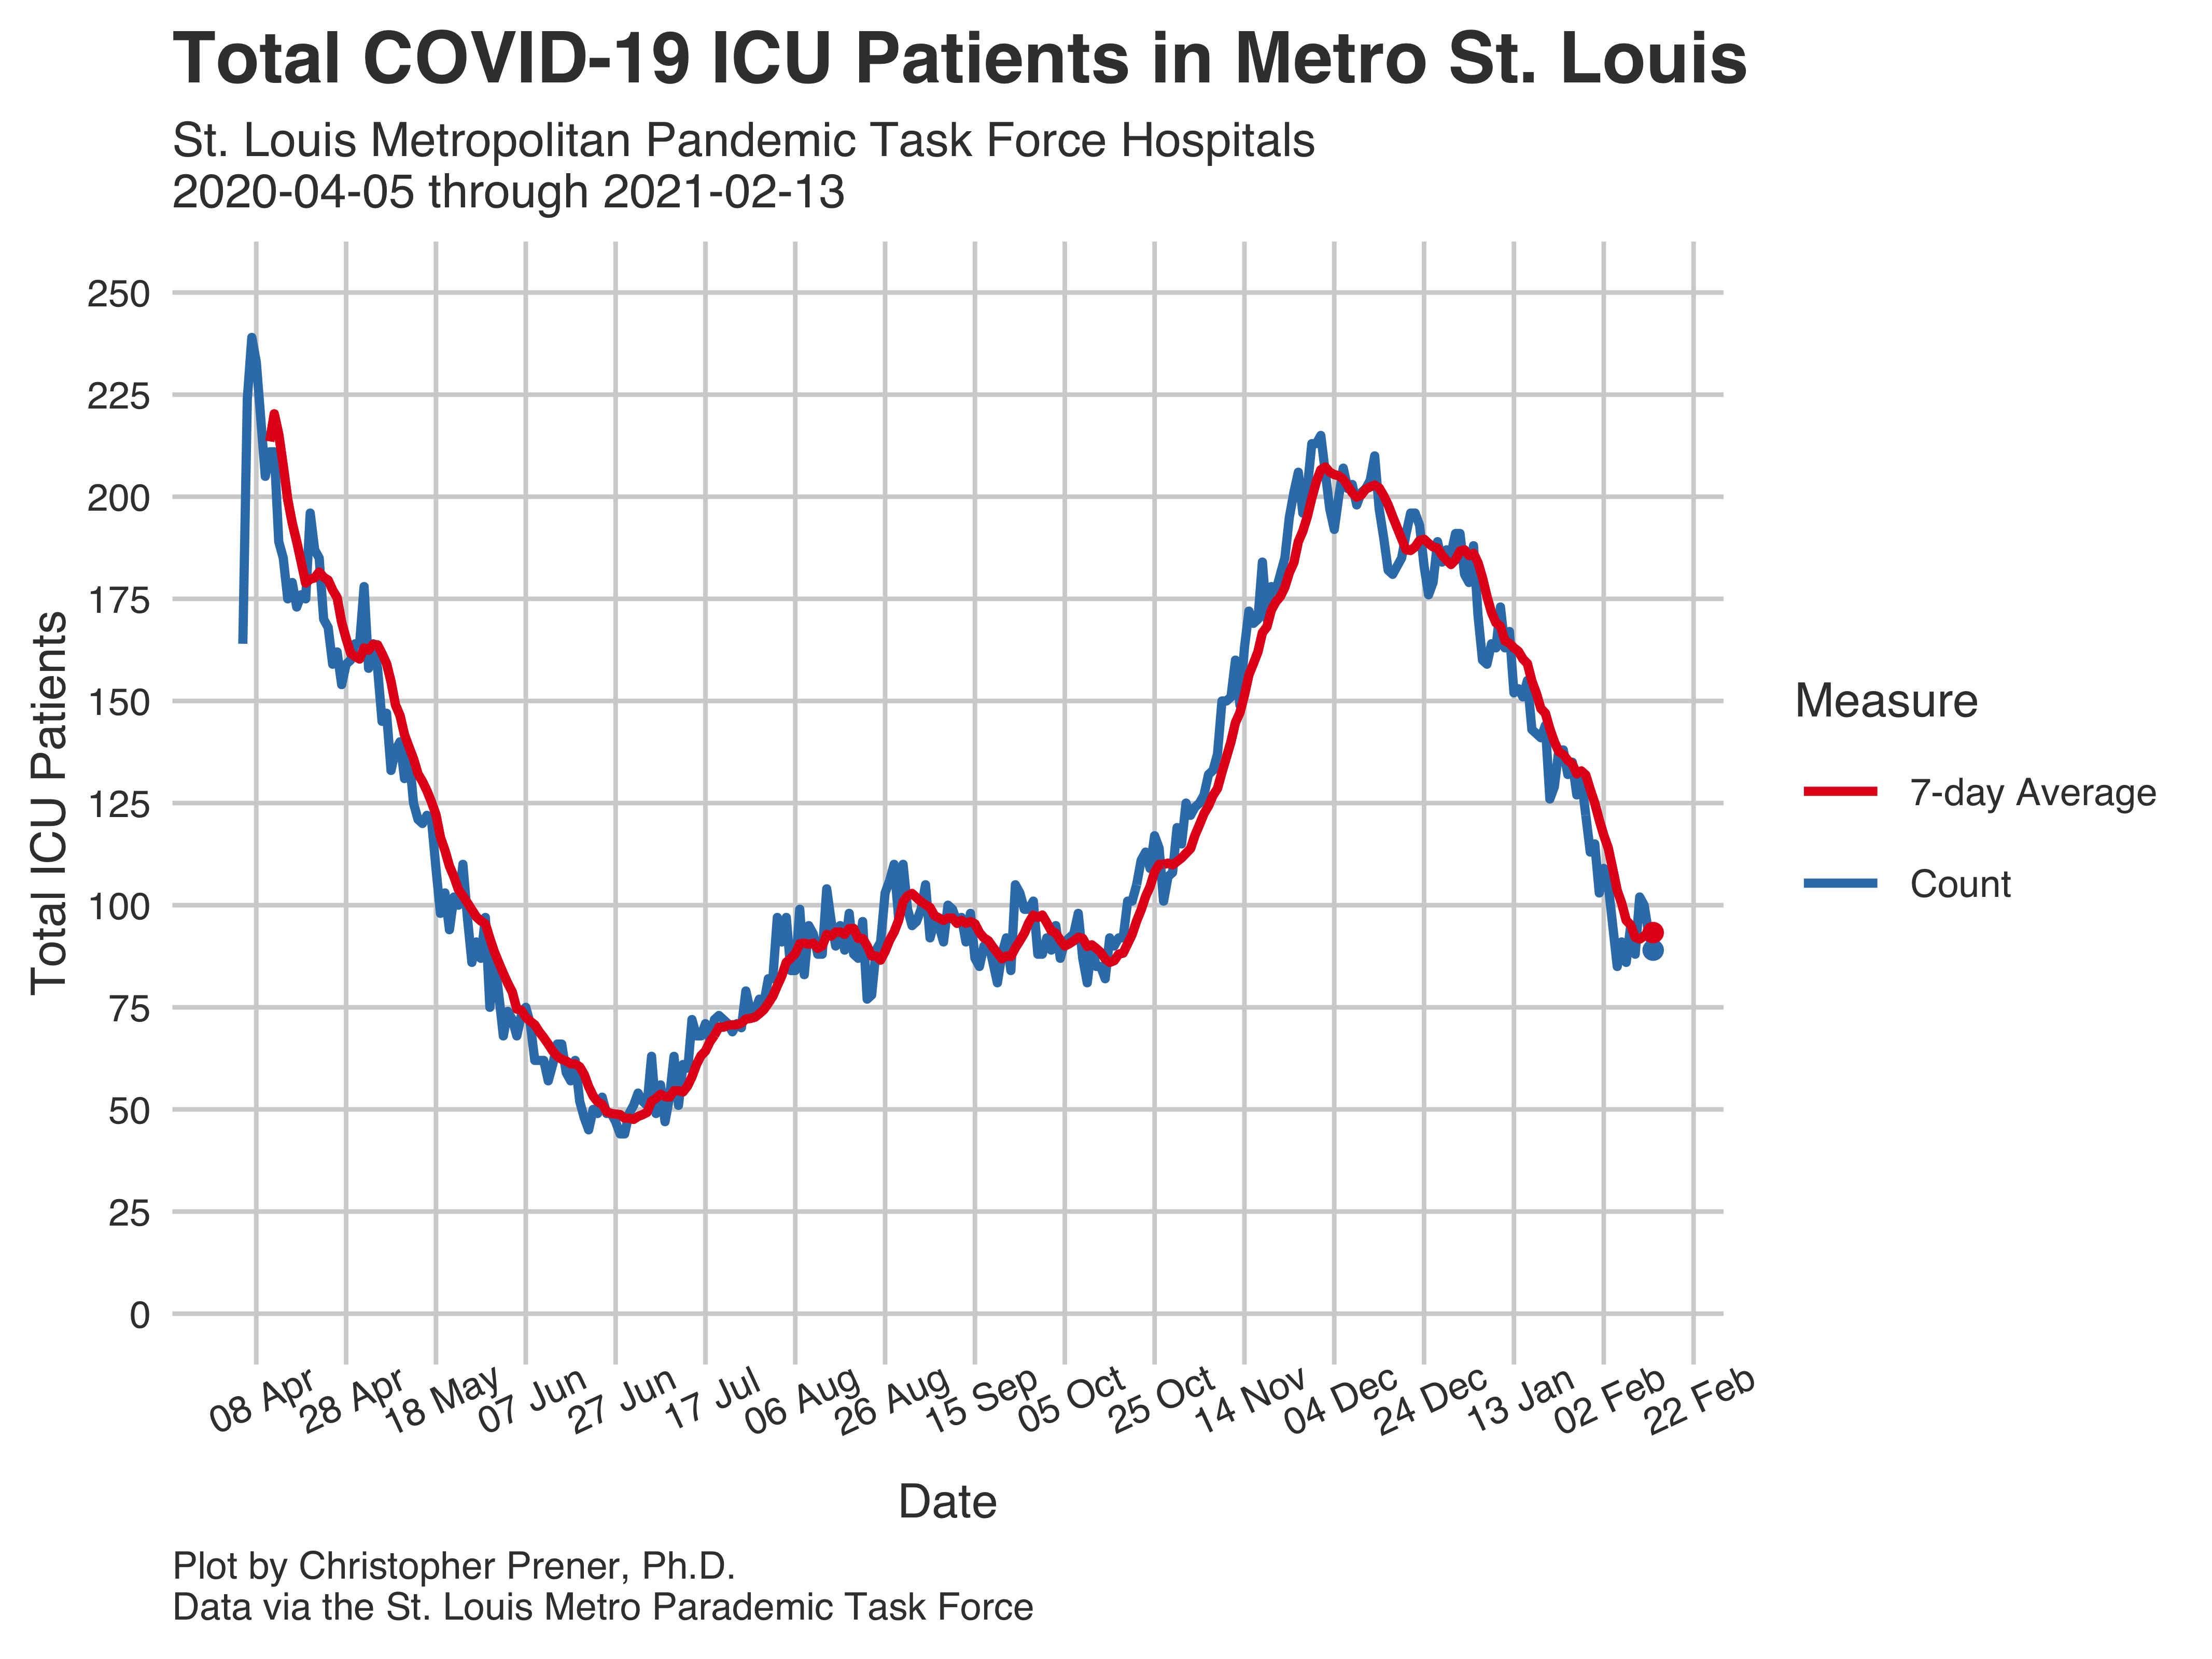 Total COVID-19 ICU Patients in Metro St. Louis
St. Louis Metropolitan Pandemic Task Force Hospitals
2020-04-05 through 2021-02-13
250
225
200
175
150
125
100
75
50
25
0
Total ICU Patients
08 Apr
28 Apr
18 May
07 Jun
27 Jun
17 Jul
06 Aug
26 Aug
15 Sep
05 Oct
25 Oct
14 Nov
04 Dec
24 Dec
13 Jan
02 Feb
22 Feb
Date
Measure
7-day Average
Count
Plot by Christopher Prener, Ph.D.
Data via the St. Louis Metro Parademic Task Force